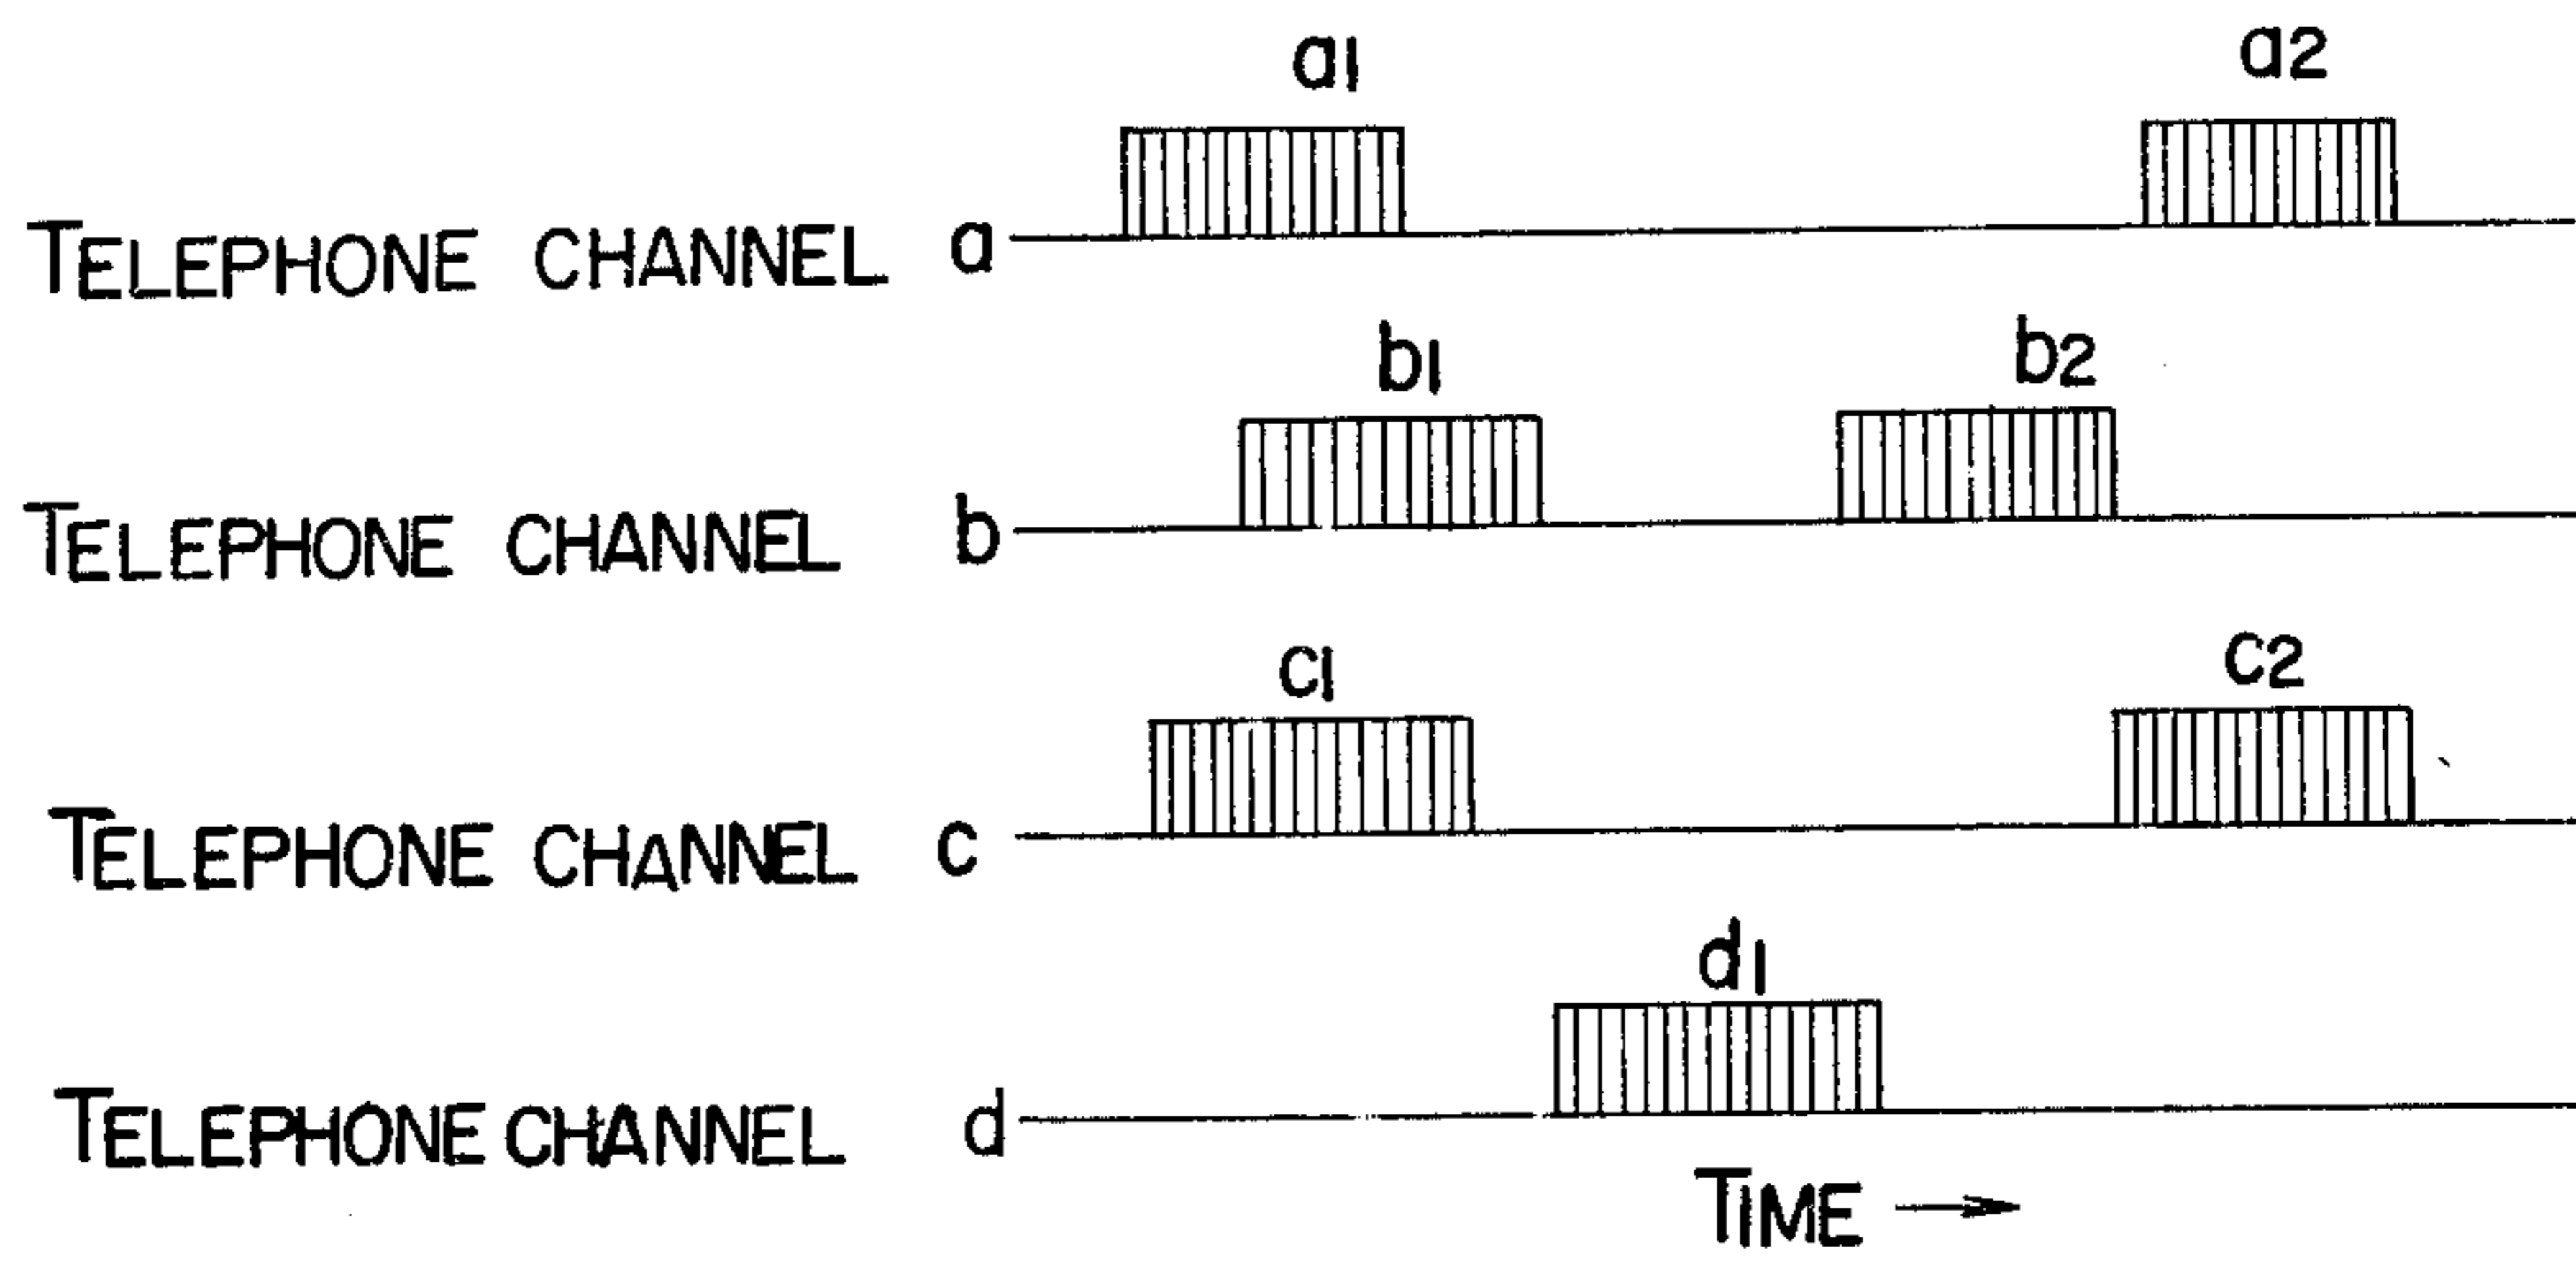 a1 a2
TELEPHONE CHANNEL a
b1 b2
TELEPHONE CHANNEL b
c1 c2
TELEPHONE CHANNEL c
d1
TELEPHONE CHANNEL d
TIME